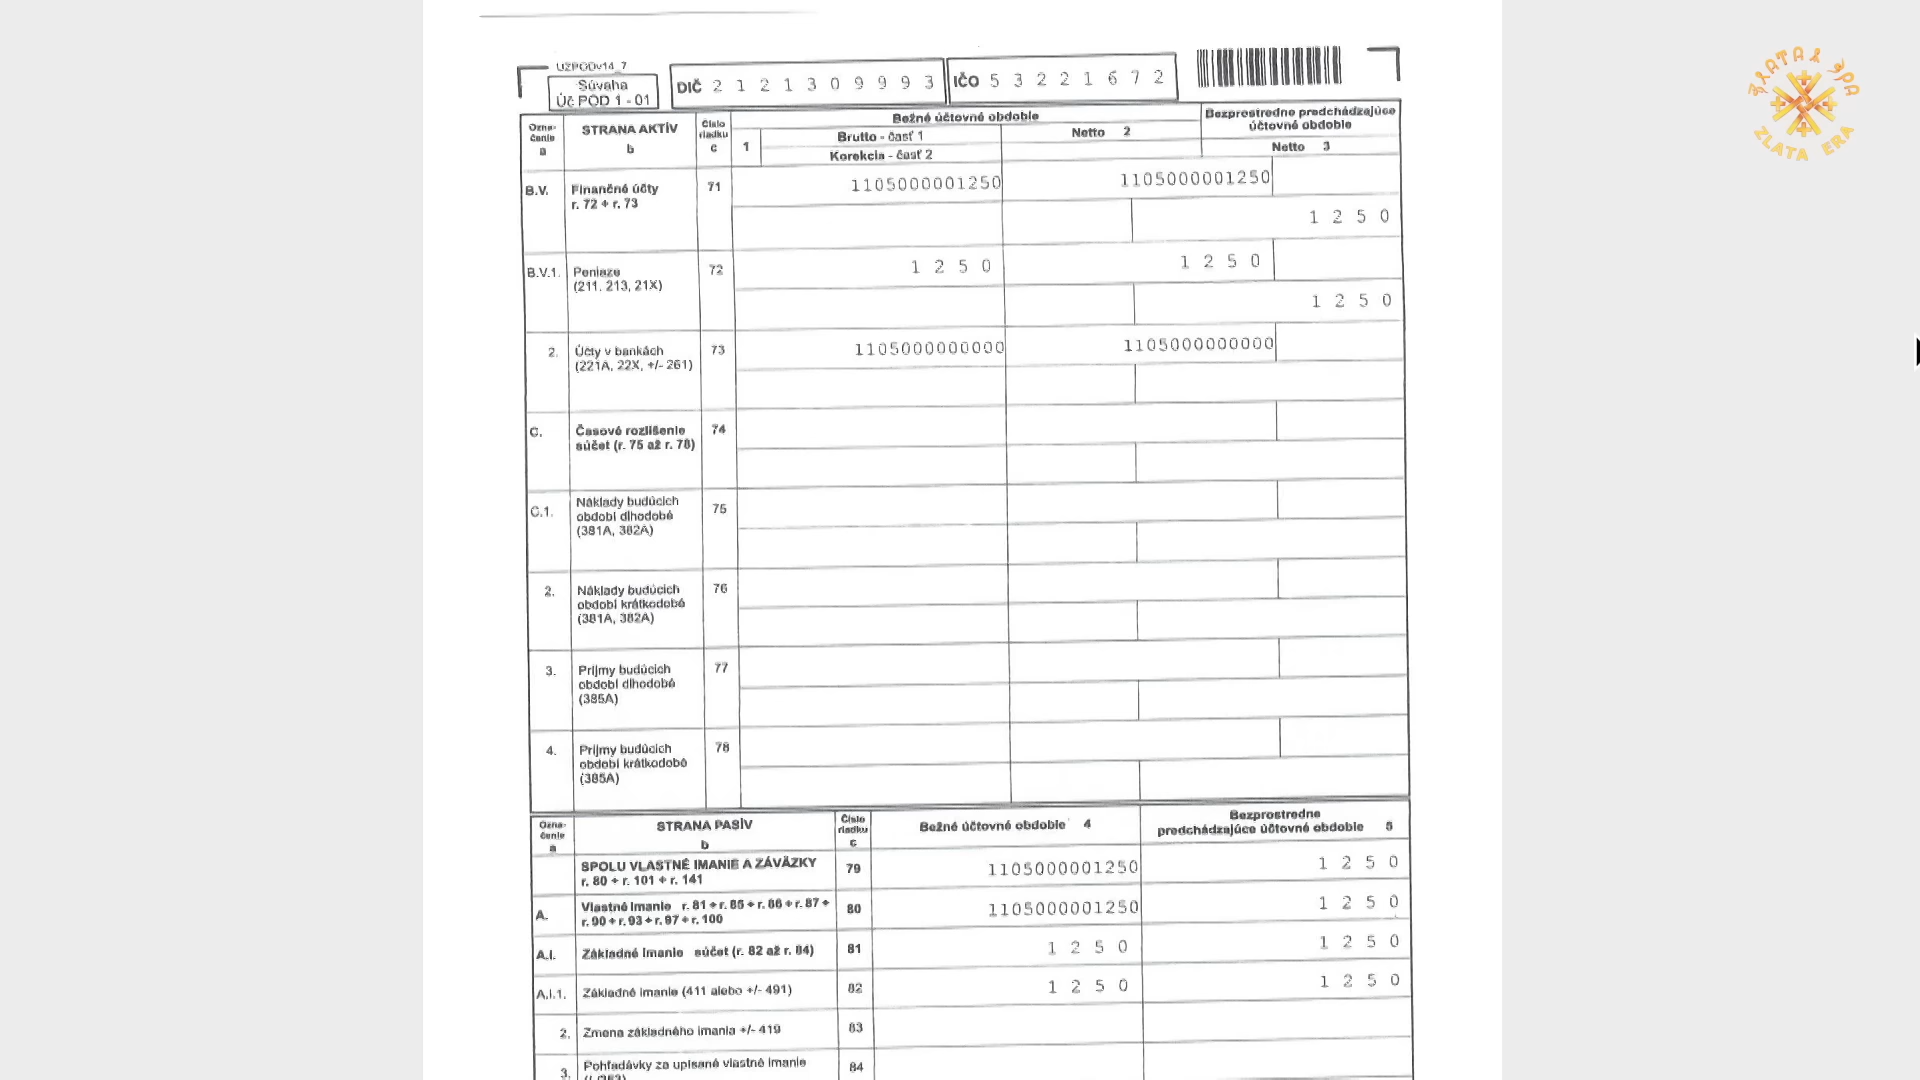 UZPODv14_7
Súvaha
Úč POD 1 - 01
DIČ 2 1 2 1 3 0 9 9 9 3
IČO 5 3 2 2 1 6 7 2
Ozna-
čenie
a
STRANA AKTÍV
b
Číslo
riadku
c
Bežné účtovné obdobie
1
Brutto - časť 1
Korekcia - časť 2
Netto 2
Bezprostredne predchádzajúce
účtovné obdobie
Netto 3
B.V. Finančné účty
r. 72 + r. 73
71 1105000001250 1105000001250
1 2 5 0
B.V.1. Peniaze
(211, 213, 21X)
72 1 2 5 0 1 2 5 0
1 2 5 0
2. Účty v bankách
(221A, 22X, +/- 261)
73 1105000000000 1105000000000
C. Časové rozlíšenie
súčet (r. 75 až r. 78)
74
C.1. Náklady budúcich
období dlhodobé
(381A, 382A)
75
2. Náklady budúcich
období krátkodobé
(381A, 382A)
76
3. Príjmy budúcich
období dlhodobé
(385A)
77
4. Príjmy budúcich
období krátkodobé
(385A)
78
Ozna-
čenie
a
STRANA PASÍV
b
Číslo
riadku
c
Bežné účtovné obdobie 4
Bezprostredne
predchádzajúce účtovné obdobie 5
SPOLU VLASTNÉ IMANIE A ZÁVÄZKY
r. 80 + r. 101 + r. 141
79 1105000001250 1 2 5 0
A. Vlastné imanie r. 81 + r. 85 + r. 86 + r. 87 +
r. 90 + r. 93 + r. 97 + r. 100
80 1105000001250 1 2 5 0
A.I. Základné imanie súčet (r. 82 až r. 84) 81 1 2 5 0 1 2 5 0
A.I.1. Základné imanie (411 alebo +/- 491) 82 1 2 5 0 1 2 5 0
2. Zmena základného imania +/- 419 83
3. Pohľadávky za upísané vlastné imanie 84
ZLATA ERA